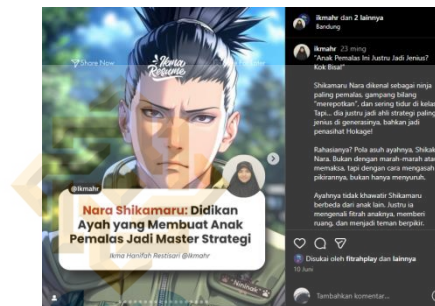 Share Now
Ikma
Resume
@Ikmahr
Nara Shikamaru: Didikan
Ayah yang Membuat Anak
Pemalas Jadi Master Strategi
Ikma Hanifah Restisari @Ikmahr
ikmahr dan 2 lainnya
Bandung
ikmahr 23 ming
"Anak Pemalas Ini Justru Jadi Jenius?
Kok Bisa!"
Shikamaru Nara dikenal sebagai ninja
paling pemalas, gampang bilang
"merepotkan", dan sering tidur di kelas
Tapi... dia justru jadi ahli strategi paling
jenius di generasinya, bahkan jadi
penasihat Hokage!
Rahasianya? Pola asuh ayahnya, Shikak
Nara. Bukan dengan marah-marah atau
memaksa, tapi dengan cara mengasah
pikirannya, bukan hanya menyuruh.
Ayahnya tidak khawatir Shikamaru
berbeda dari anak lain. Justru ia
mengenali fitrah anaknya, memberi
ruang, dan menjadi teman berpikir.
Disukai oleh fitrahplay dan lainnya
10 Juni
Tambahkan komentar...